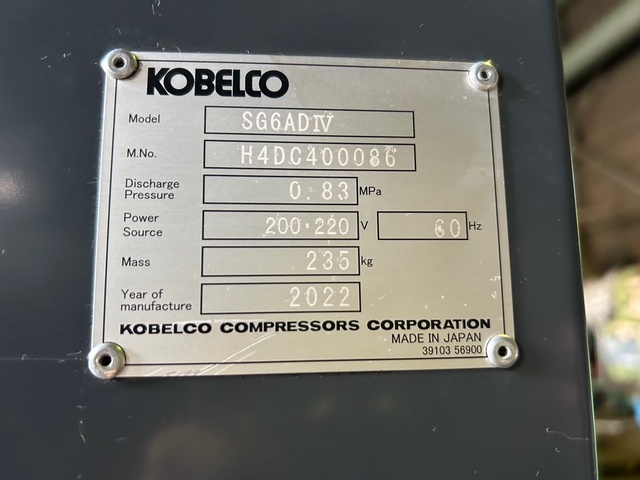 KOBELCO
Model SG6ADⅣ
M.No. H4DC400086
Discharge Pressure 0.83 MPa
Power Source 200・220 V 60 Hz
Mass 235 kg
Year of manufacture 2022
KOBELCO COMPRESSORS CORPORATION
MADE IN JAPAN
39103 56900